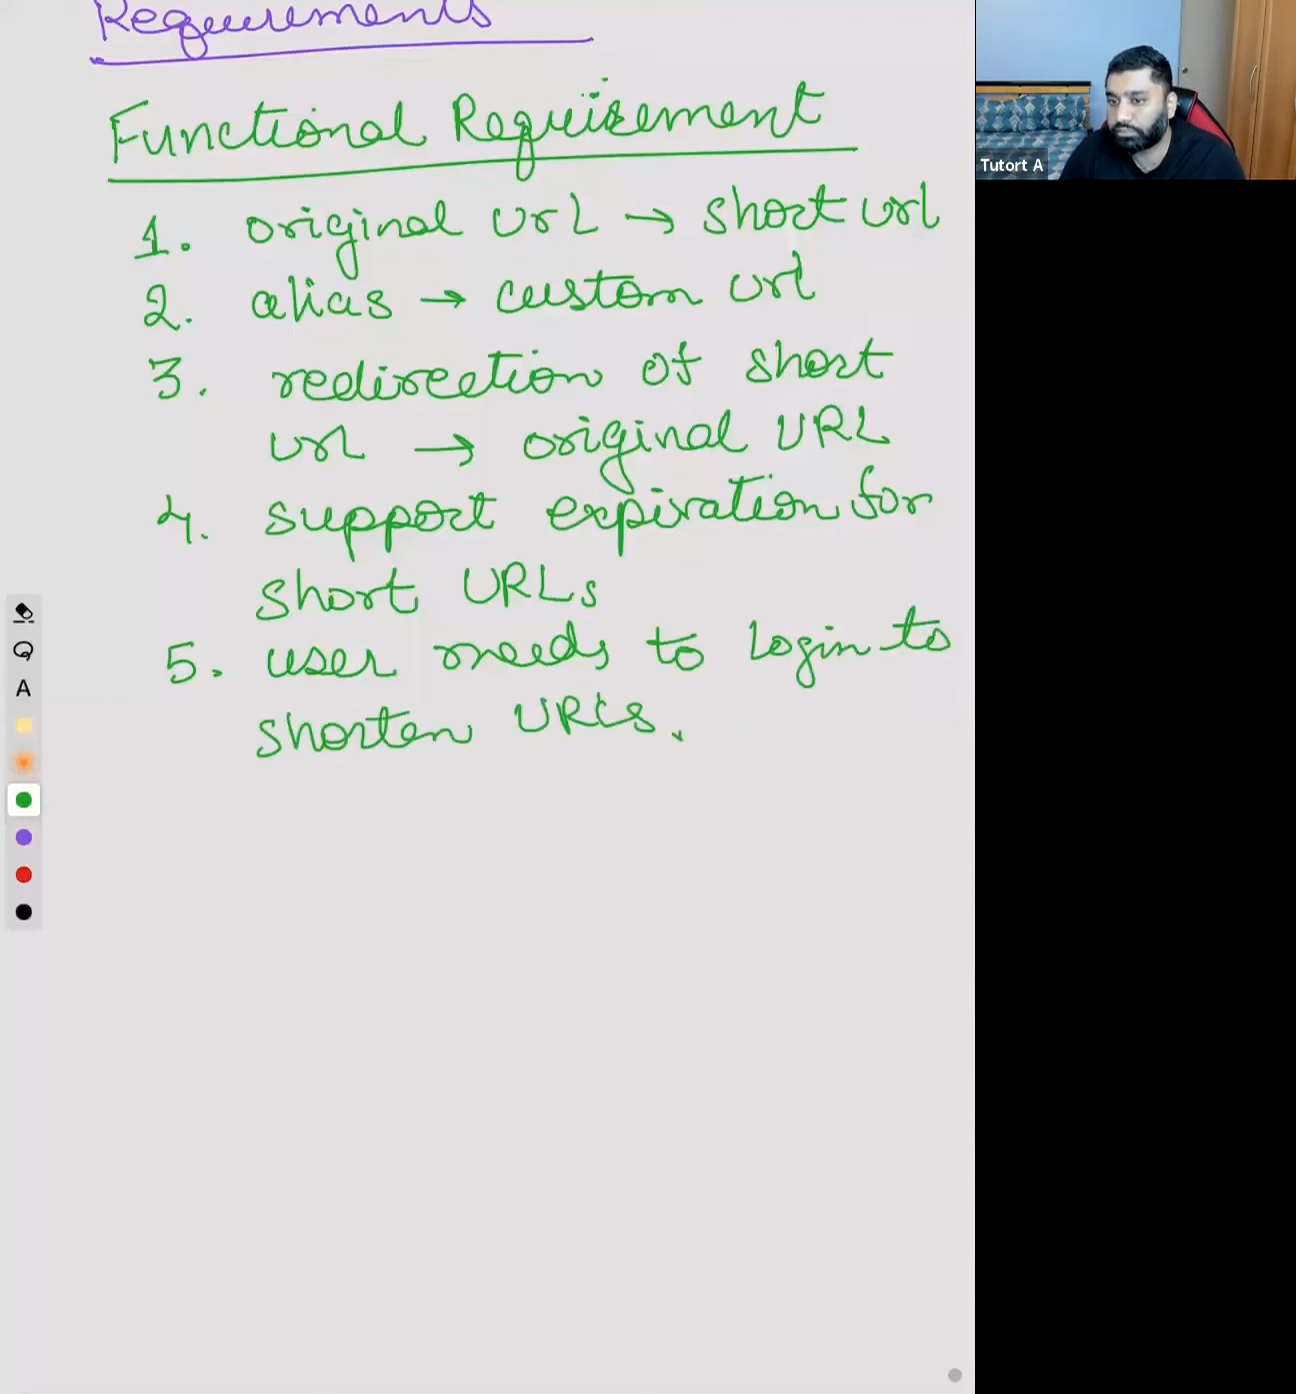 Requirements
Functional Requirement
1. original url → short url
2. alias → custom url
3. redirection of short
url → original URL
4. support expiration for
short URLs
5. user needs to login to
shorten URLs.
Tutort A
A